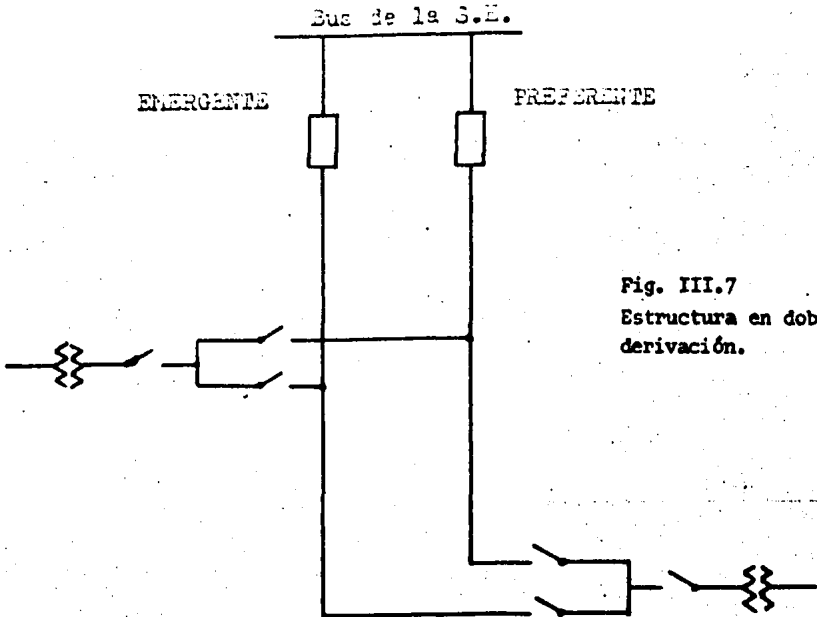 Bus de la S.E.
EMERGENTE
PREFERENTE
Fig. III.7
Estructura en dob
derivación.